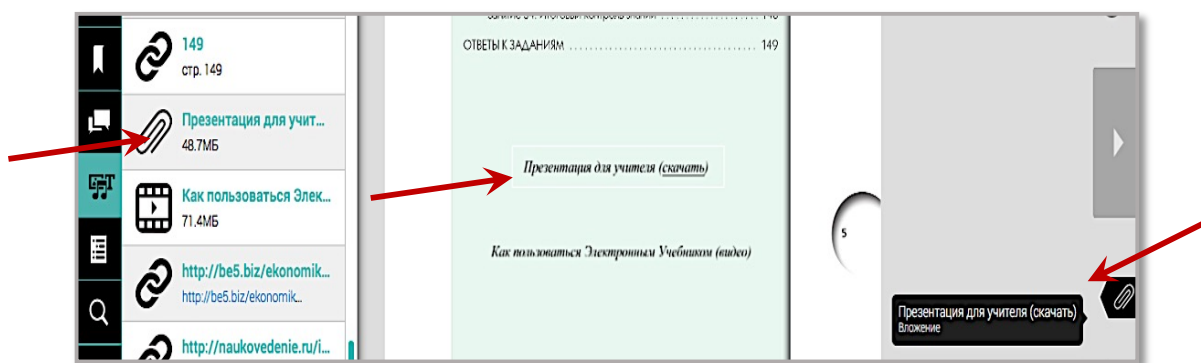 149
стр. 149
Презентация для учит...
48.7МБ
Как пользоваться Элек...
71.4МБ
http://be5.biz/ekonomik...
http://be5.biz/ekonomik...
http://naukovedenie.ru/i...
ОТВЕТЫ К ЗАДАНИЯМ ........................................ 149
Презентация для учителя (скачать)
Как пользоваться Электронным Учебником (видео)
5
Презентация для учителя (скачать)
Вложение